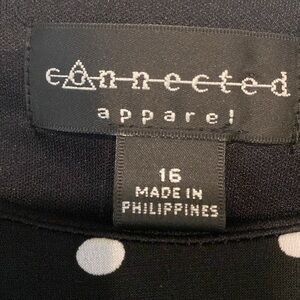 connected
apparel
16
MADE IN
PHILIPPINES